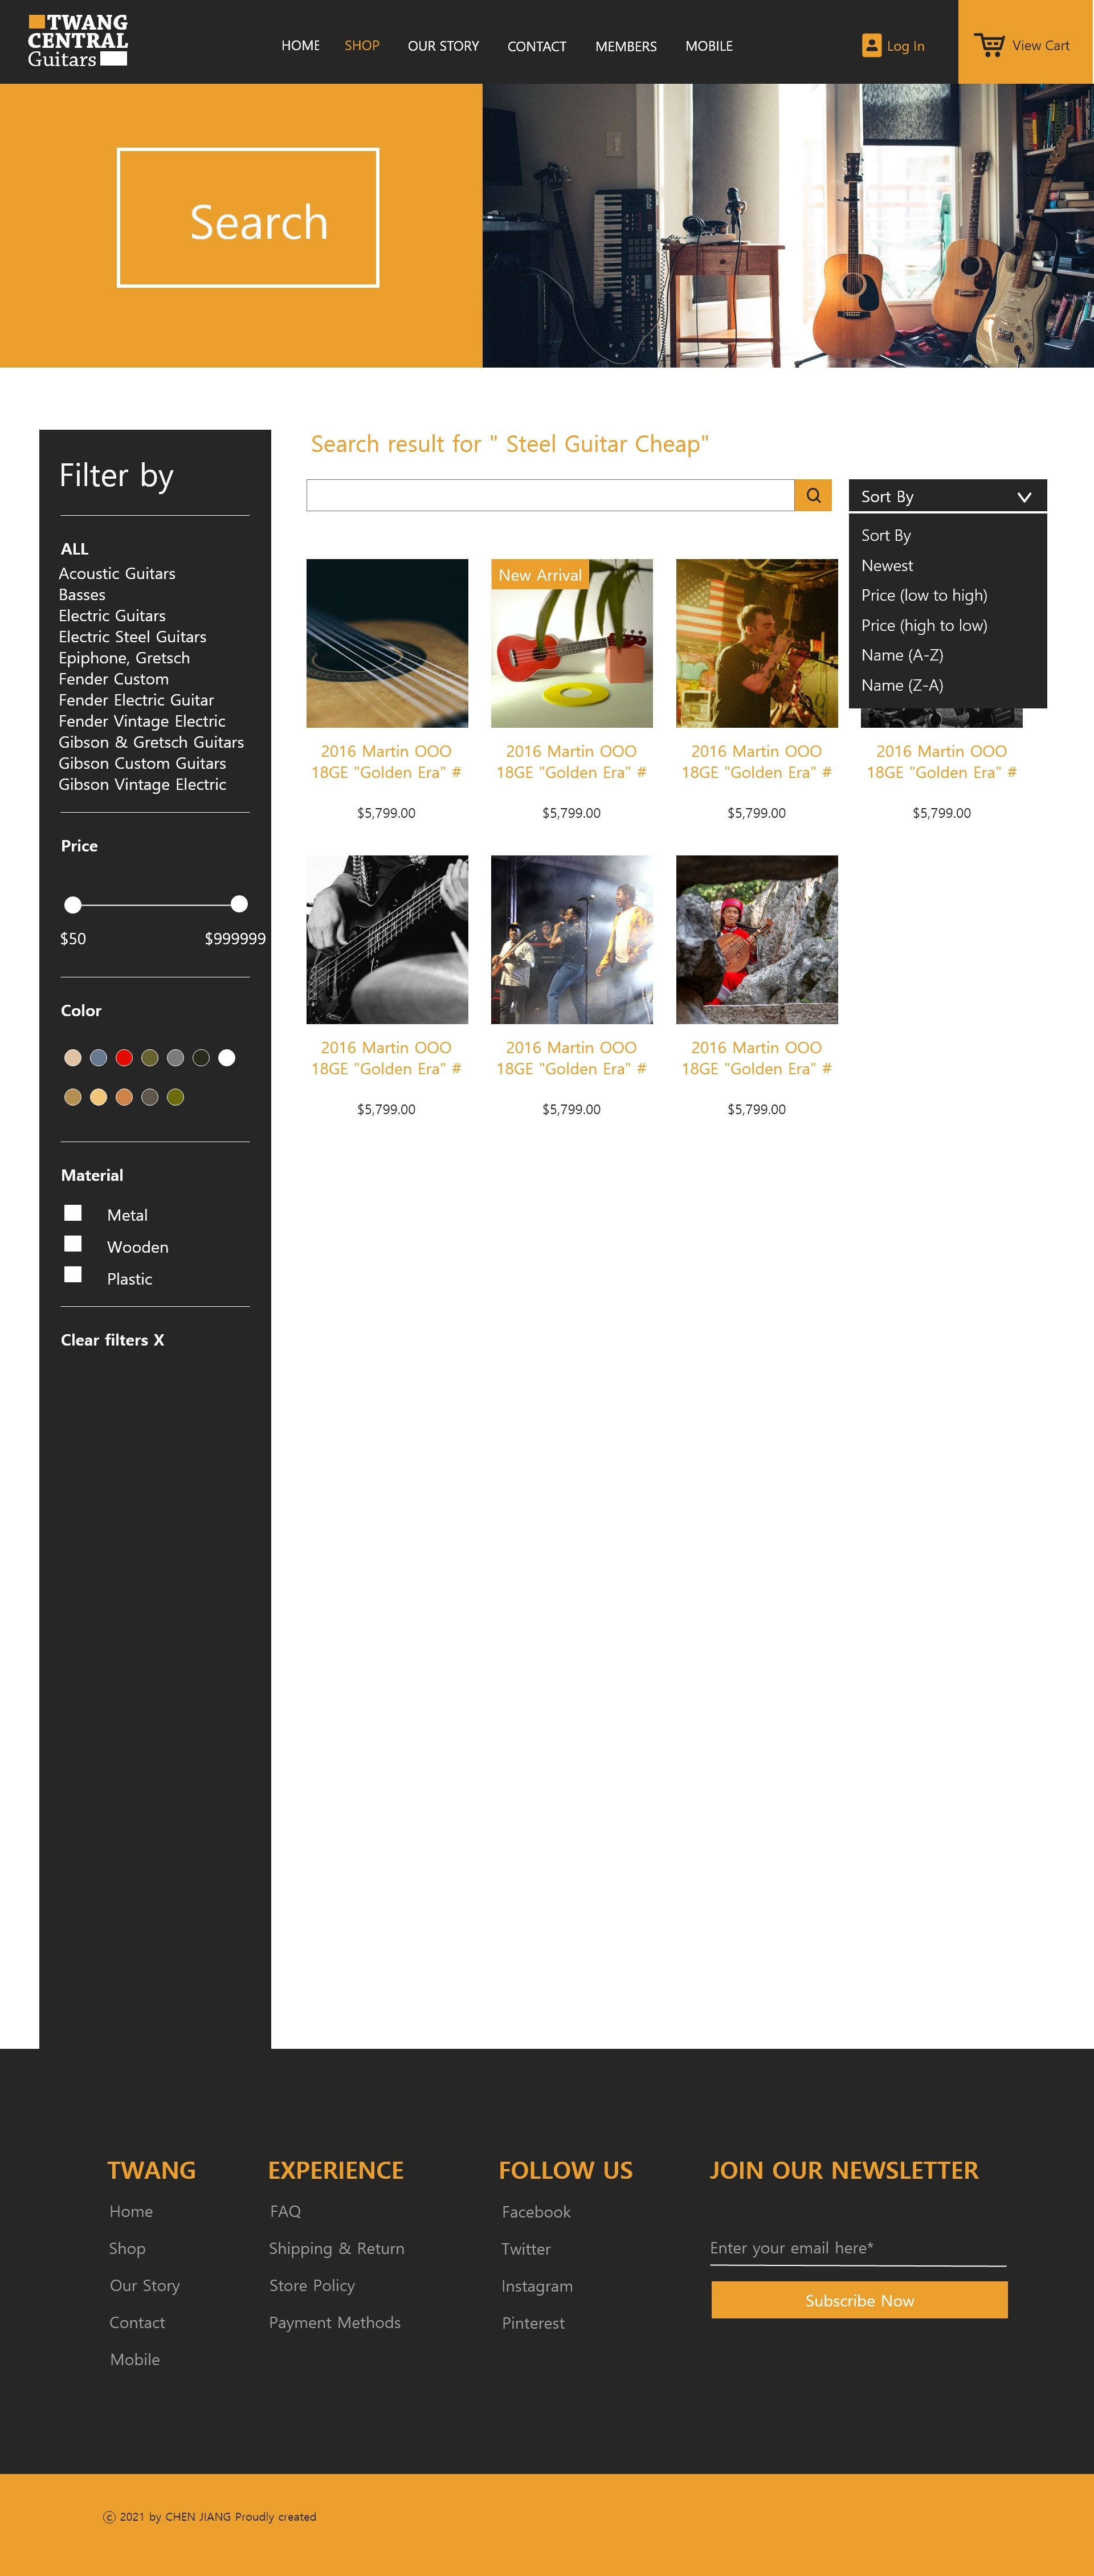 TWANG
CENTRAL
Guitars
HOME
SHOP
OUR STORY
CONTACT
MEMBERS
MOBILE
Log In
View Cart
Search
Filter by
ALL
Acoustic Guitars
Basses
Electric Guitars
Electric Steel Guitars
Epiphone, Gretsch
Fender Custom
Fender Electric Guitar
Fender Vintage Electric
Gibson & Gretsch Guitars
Gibson Custom Guitars
Gibson Vintage Electric
Price
$50
$999999
Color
Material
Metal
Wooden
Plastic
Clear filters X
Search result for " Steel Guitar Cheap"
Sort By
Sort By
Newest
Price (low to high)
Price (high to low)
Name (A-Z)
Name (Z-A)
New Arrival
2016 Martin OOO
18GE "Golden Era" #
$5,799.00
2016 Martin OOO
18GE "Golden Era" #
$5,799.00
2016 Martin OOO
18GE "Golden Era" #
$5,799.00
2016 Martin OOO
18GE "Golden Era" #
$5,799.00
2016 Martin OOO
18GE "Golden Era" #
$5,799.00
2016 Martin OOO
18GE "Golden Era" #
$5,799.00
2016 Martin OOO
18GE "Golden Era" #
$5,799.00
TWANG
Home
Shop
Our Story
Contact
Mobile
EXPERIENCE
FAQ
Shipping & Return
Store Policy
Payment Methods
FOLLOW US
Facebook
Twitter
Instagram
Pinterest
JOIN OUR NEWSLETTER
Enter your email here*
Subscribe Now
ⓒ 2021 by CHEN JIANG Proudly created